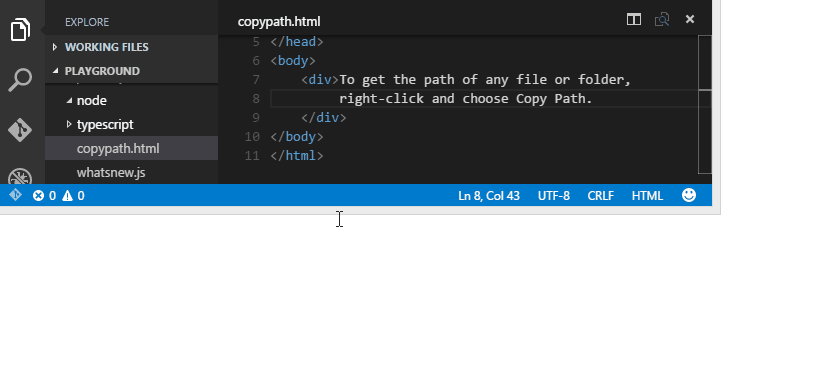 EXPLORE
WORKING FILES
PLAYGROUND
node
typescript
copypath.html
whatsnew.js
copypath.html
5 </head>
6 <body>
7 <div>To get the path of any file or folder,
8 right-click and choose Copy Path.
9 </div>
10 </body>
11 </html>
0 0 Ln 8, Col 43 UTF-8 CRLF HTML